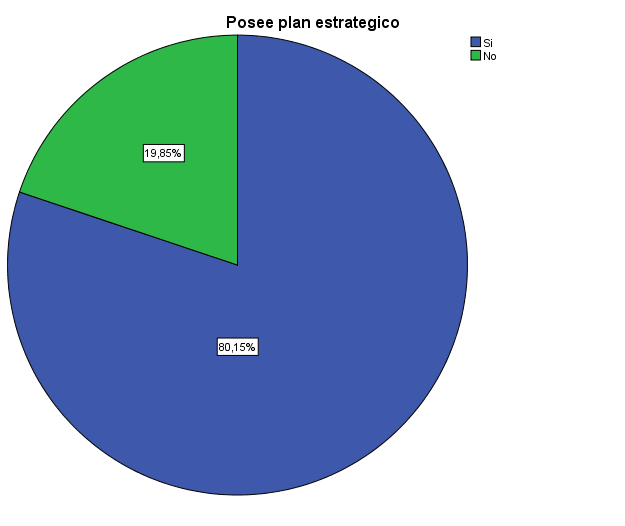 Posee plan estrategico
Si
No
19,85%
80,15%